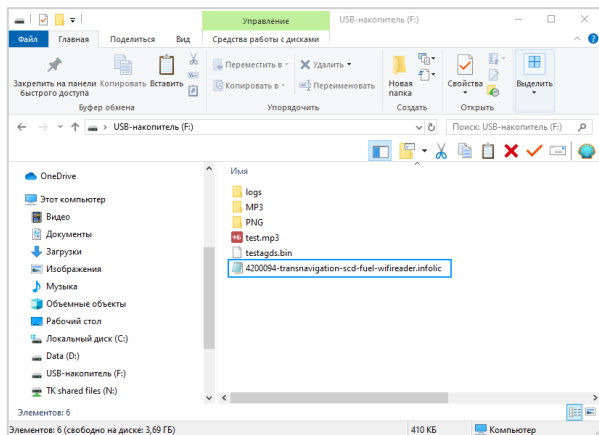 Управление
USB-накопитель (F:)
Файл Главная Поделиться Вид Средства работы с дисками
Закрепить на панели быстрого доступа
Копировать
Вставить
Переместить в
Копировать в
Удалить
Переименовать
Новая папка
Свойства
Выделить
Буфер обмена Упорядочить Создать Открыть
USB-накопитель (F:)
Поиск: USB-накопитель (F:)
OneDrive
Этот компьютер
Видео
Документы
Загрузки
Изображения
Музыка
Объемные объекты
Рабочий стол
Локальный диск (C:)
Data (D:)
USB-накопитель (F:)
TK shared files (N:)
Имя
logs
MP3
PNG
test.mp3
testagds.bin
4200094-transnavigation-scd-fuel-wifireader.infolic
Элементов: 6
Элементов: 6 (свободно на диске: 3,69 ГБ) 410 КБ Компьютер